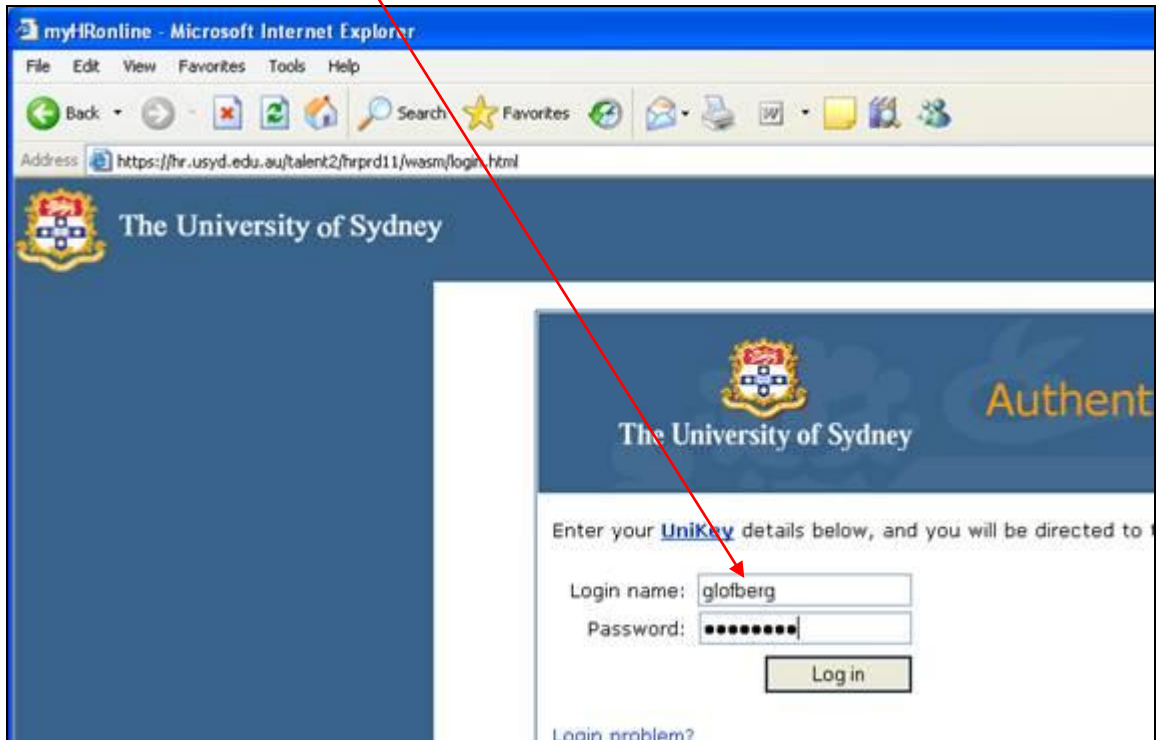 myHRonline - Microsoft Internet Explorer
File Edit View Favorites Tools Help
Back Search Favorites
Address https://hr.usyd.edu.au/talent2/hrprd11/wasm/login.html
The University of Sydney
Authent
The University of Sydney
Enter your UniKey details below, and you will be directed to t
Login name: glofberg
Password: ●●●●●●●●●
Log in
Login problem?